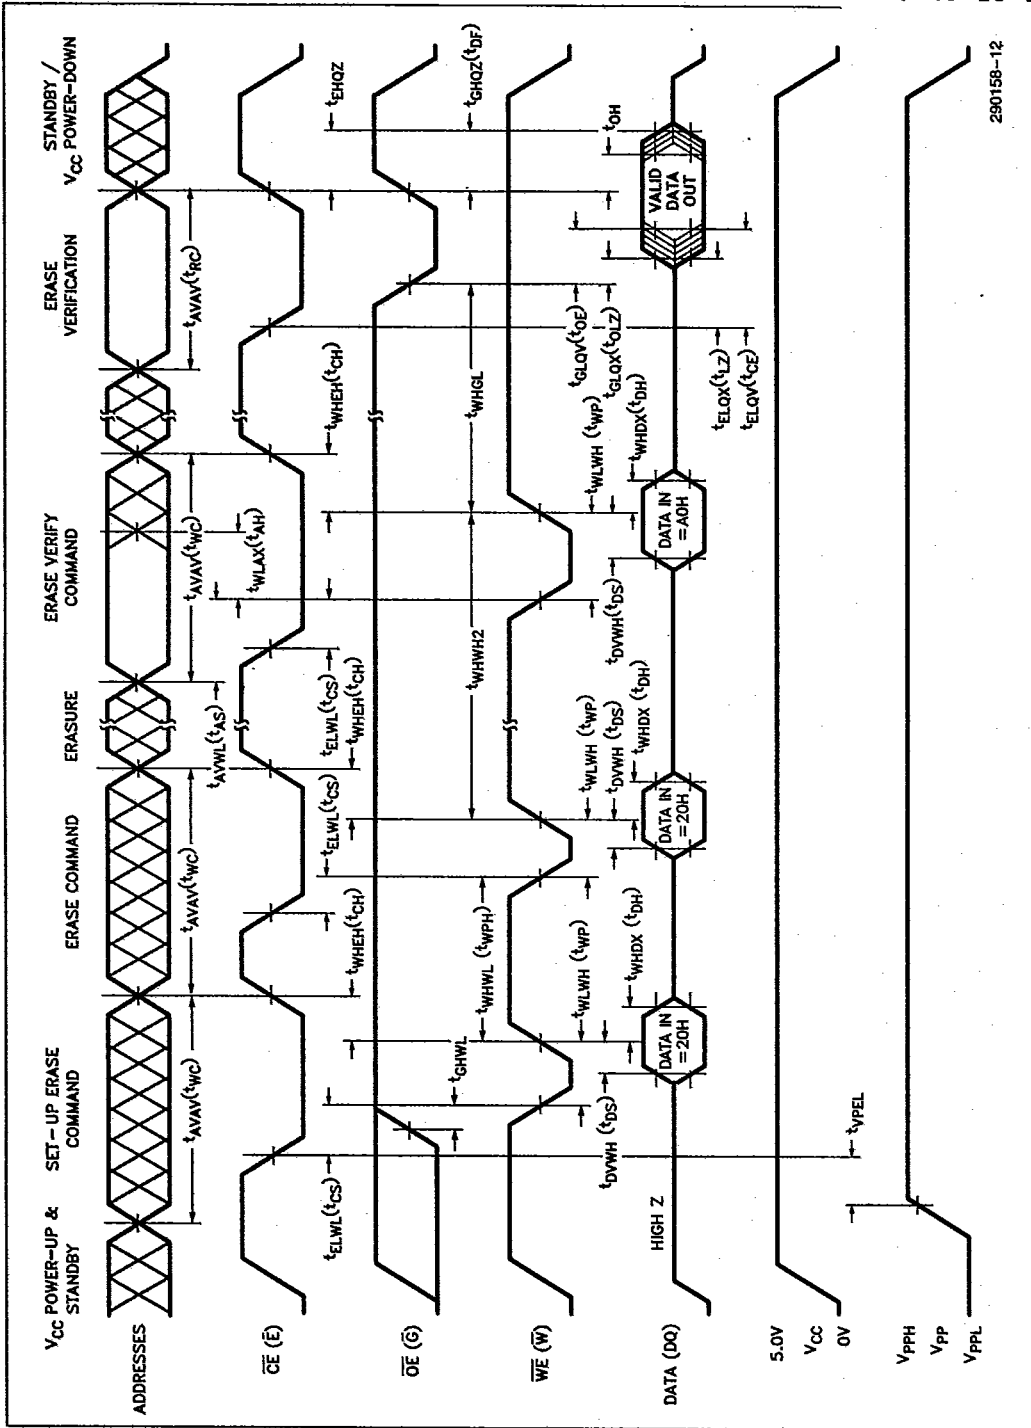 V_CC POWER-UP &
STANDBY
SET-UP ERASE
COMMAND
ERASE COMMAND
ERASURE
ERASE VERIFY
COMMAND
ERASE
VERIFICATION
STANDBY /
V_CC POWER-DOWN
ADDRESSES
t_AVAV(t_WC)
t_AVAV(t_WC)
t_AVWL(t_AS)
t_AVAV(t_WC)
t_WLAX(t_AH)
t_AVAV(t_RC)
C̅E̅ (E̅)
t_ELWL(t_CS)
t_WHEH(t_CH)
t_ELWL(t_CS)
t_WHEH(t_CH)
t_ELWL(t_CS)
t_WHEH(t_CH)
t_EHQZ
O̅E̅ (G̅)
t_GHWL
t_WHWL (t_WPH)
t_WHWH2
t_WHGL
t_GHQZ(t_DF)
W̅E̅ (W̅)
t_DVWH (t_DS)
t_WLWH (t_WP)
t_WHDX (t_DH)
t_WLWH (t_WP)
t_DVWH (t_DS)
t_WHDX (t_DH)
t_DVWH(t_DS)
t_WLWH (t_WP)
t_WHDX(t_DH)
t_GLQV(t_OE)
t_GLQX(t_OLZ)
t_OH
DATA (DQ)
HIGH Z
DATA IN
=20H
DATA IN
=20H
DATA IN
=A0H
VALID
DATA
OUT
t_ELQX(t_LZ)
t_ELQV(t_CE)
5.0V
V_CC
0V
t_VPEL
V_PPH
V_PP
V_PPL
290158-12